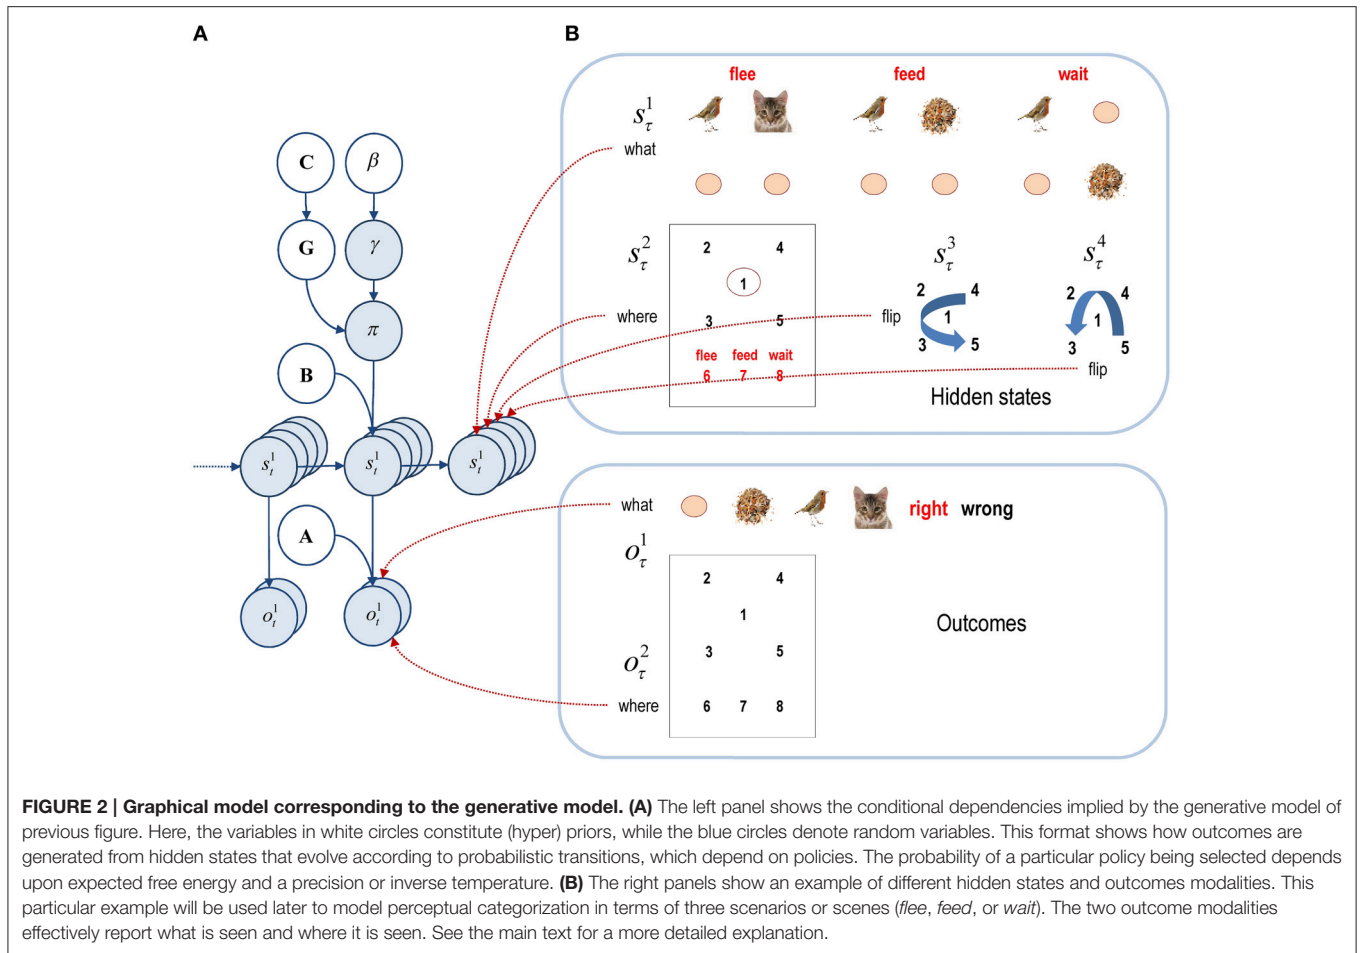 A
B
flee feed wait
s¹τ
what
C β
G γ
s²τ
2 4
1
3 5
where
flee feed wait
6 7 8
s³τ
2 4
1
3 5
flip
s⁴τ
2 4
1
3 5
flip
Hidden states
π
B
s¹t s¹t s¹t
A
o¹t o¹t
what
right wrong
o¹τ
2 4
1
3 5
o²τ
where
6 7 8
Outcomes
FIGURE 2 | Graphical model corresponding to the generative model. (A) The left panel shows the conditional dependencies implied by the generative model of
previous figure. Here, the variables in white circles constitute (hyper) priors, while the blue circles denote random variables. This format shows how outcomes are
generated from hidden states that evolve according to probabilistic transitions, which depend on policies. The probability of a particular policy being selected depends
upon expected free energy and a precision or inverse temperature. (B) The right panels show an example of different hidden states and outcomes modalities. This
particular example will be used later to model perceptual categorization in terms of three scenarios or scenes (flee, feed, or wait). The two outcome modalities
effectively report what is seen and where it is seen. See the main text for a more detailed explanation.